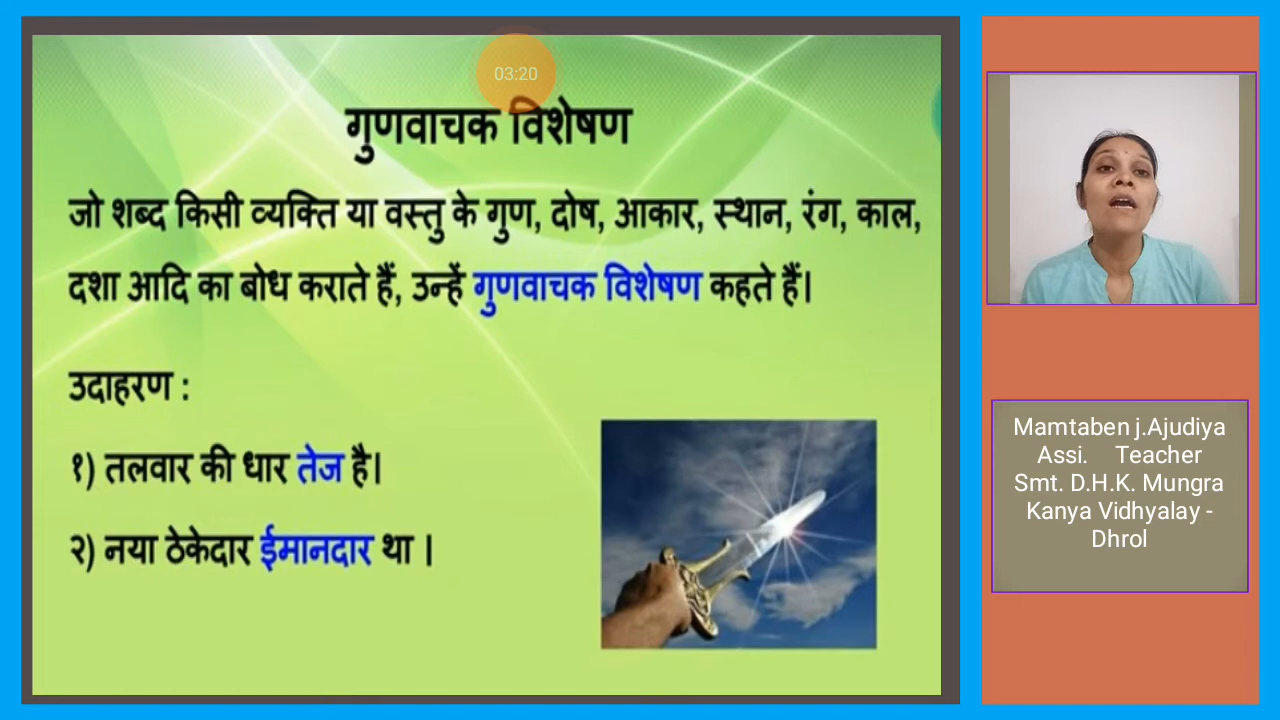 03:20
गुणवाचक विशेषण
जो शब्द किसी व्यक्ति या वस्तु के गुण, दोष, आकार, स्थान, रंग, काल,
दशा आदि का बोध कराते हैं, उन्हें गुणवाचक विशेषण कहते हैं।
उदाहरण :
१) तलवार की धार तेज है।
२) नया ठेकेदार ईमानदार था ।
Mamtaben j.Ajudiya
Assi. Teacher
Smt. D.H.K. Mungra
Kanya Vidhyalay -
Dhrol